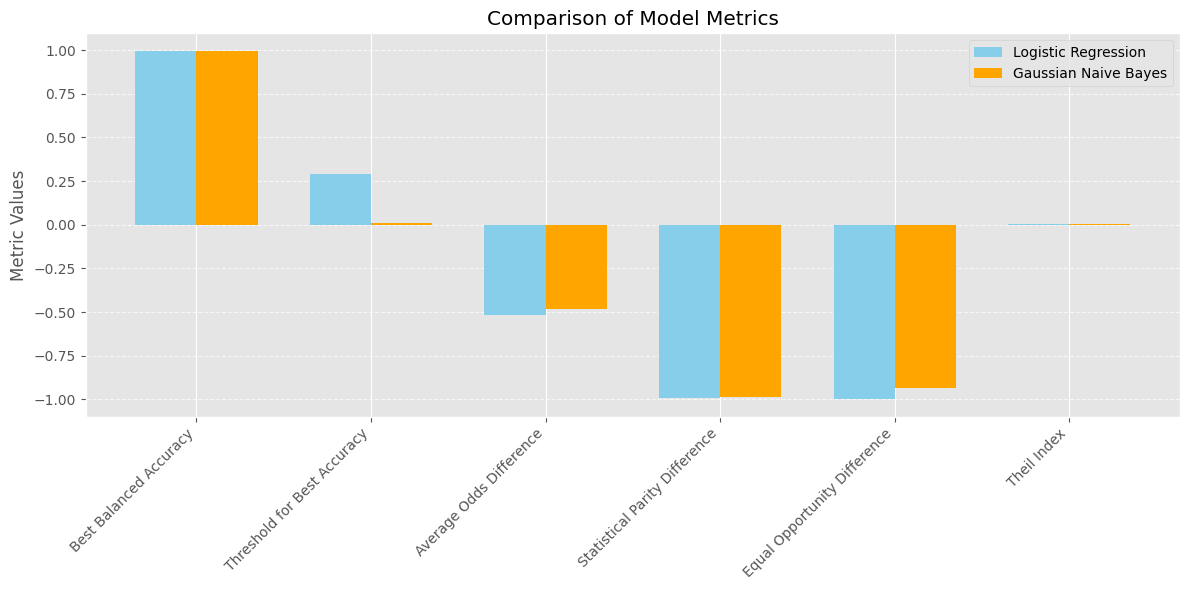 Comparison of Model Metrics
Logistic Regression
Gaussian Naive Bayes
Metric Values
1.00
0.75
0.50
0.25
0.00
−0.25
−0.50
−0.75
−1.00
Best Balanced Accuracy
Threshold for Best Accuracy
Average Odds Difference
Statistical Parity Difference
Equal Opportunity Difference
Theil Index